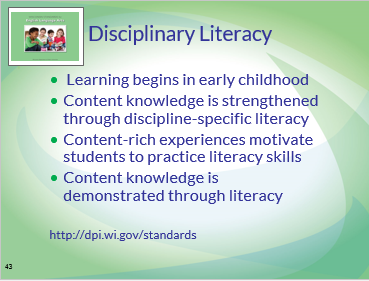 Disciplinary Literacy
• Learning begins in early childhood
• Content knowledge is strengthened
through discipline-specific literacy
• Content-rich experiences motivate
students to practice literacy skills
• Content knowledge is
demonstrated through literacy
http://dpi.wi.gov/standards
43